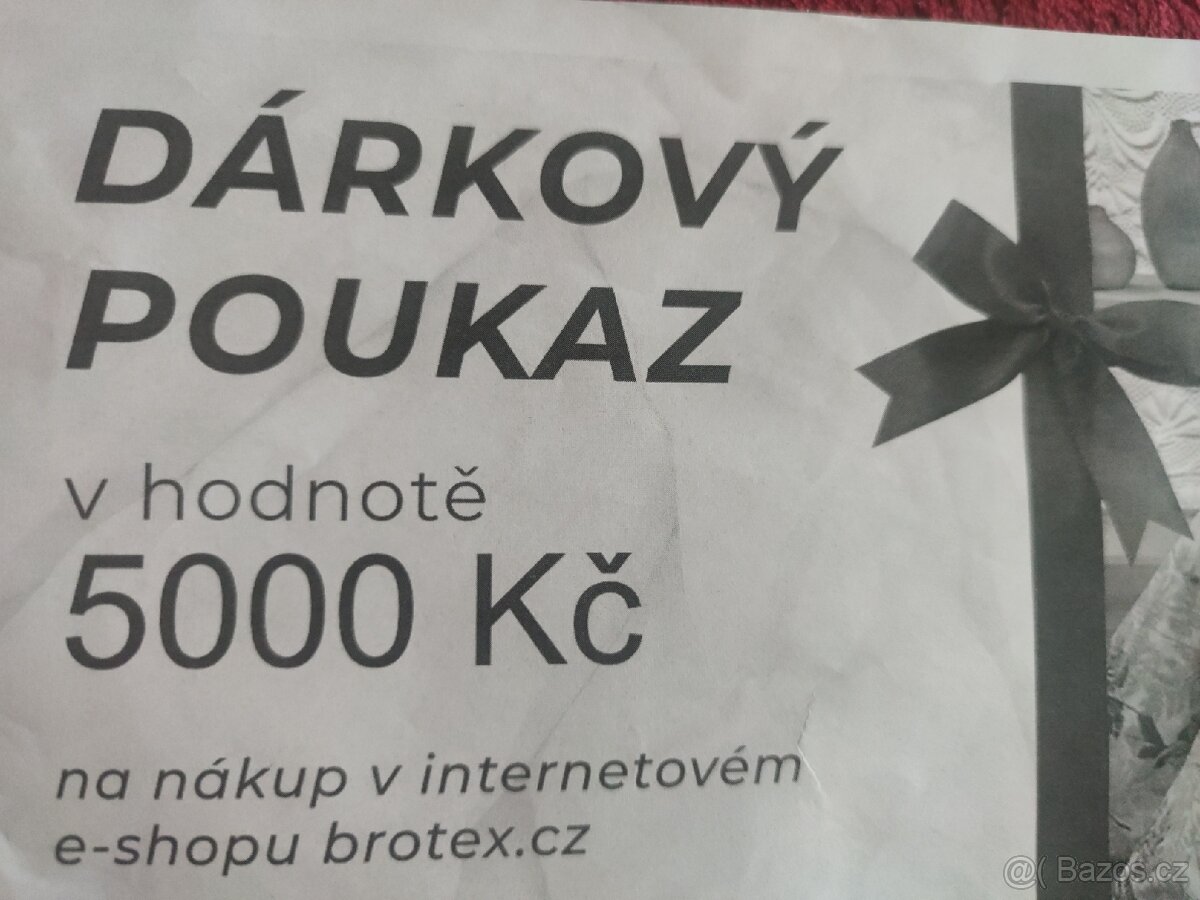 DÁRKOVÝ
POUKAZ
v hodnotě
5000 Kč
na nákup v internetovém
e-shopu brotex.cz
@( Bazos.cz